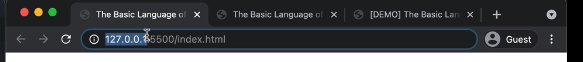 The Basic Language of
The Basic Language of
[DEMO] The Basic Lan
127.0.0.1:5500/index.html
Guest